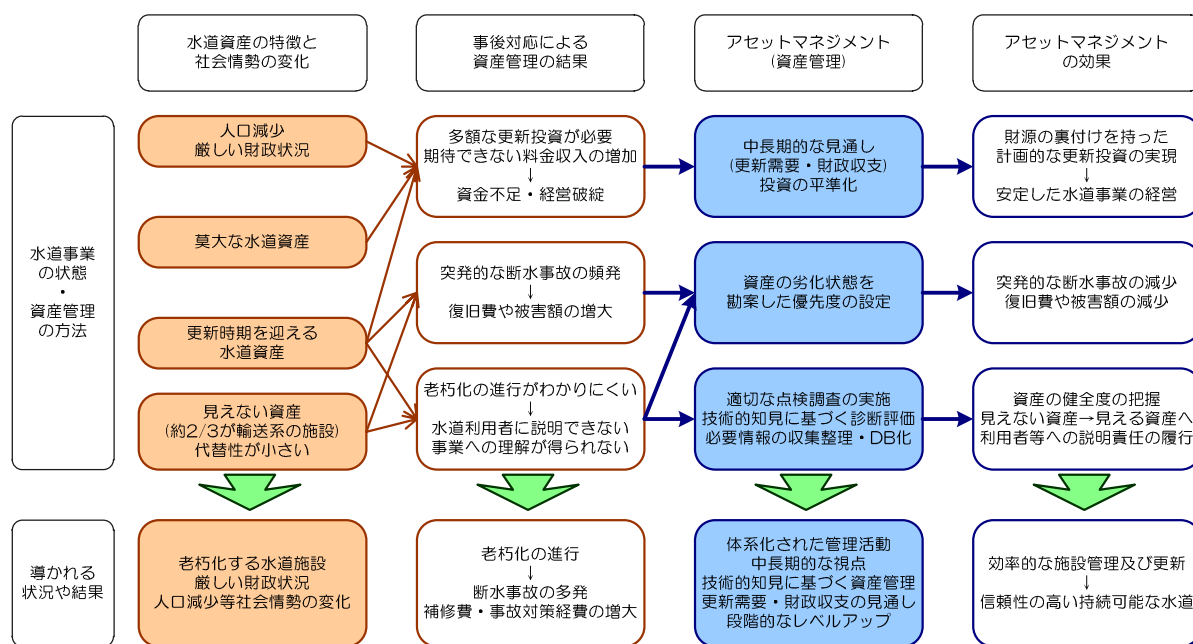 水道資産の特徴と
社会情勢の変化
事後対応による
資産管理の結果
アセットマネジメント
(資産管理)
アセットマネジメント
の効果
水道事業
の状態
・
資産管理
の方法
人口減少
厳しい財政状況
莫大な水道資産
更新時期を迎える
水道資産
見えない資産
(約2/3が輸送系の施設)
代替性が小さい
多額な更新投資が必要
期待できない料金収入の増加
↓
資金不足・経営破綻
突発的な断水事故の頻発
↓
復旧費や被害額の増大
老朽化の進行がわかりにくい
↓
水道利用者に説明できない
事業への理解が得られない
中長期的な見通し
(更新需要・財政収支)
投資の平準化
資産の劣化状態を
勘案した優先度の設定
適切な点検調査の実施
技術的知見に基づく診断評価
必要情報の収集整理・DB化
財源の裏付けを持った
計画的な更新投資の実現
↓
安定した水道事業の経営
突発的な断水事故の減少
復旧費や被害額の減少
資産の健全度の把握
見えない資産→見える資産へ
利用者等への説明責任の履行
導かれる
状況や結果
老朽化する水道施設
厳しい財政状況
人口減少等社会情勢の変化
老朽化の進行
↓
断水事故の多発
補修費・事故対策経費の増大
体系化された管理活動
中長期的な視点
技術的知見に基づく資産管理
更新需要・財政収支の見通し
段階的なレベルアップ
効率的な施設管理及び更新
↓
信頼性の高い持続可能な水道